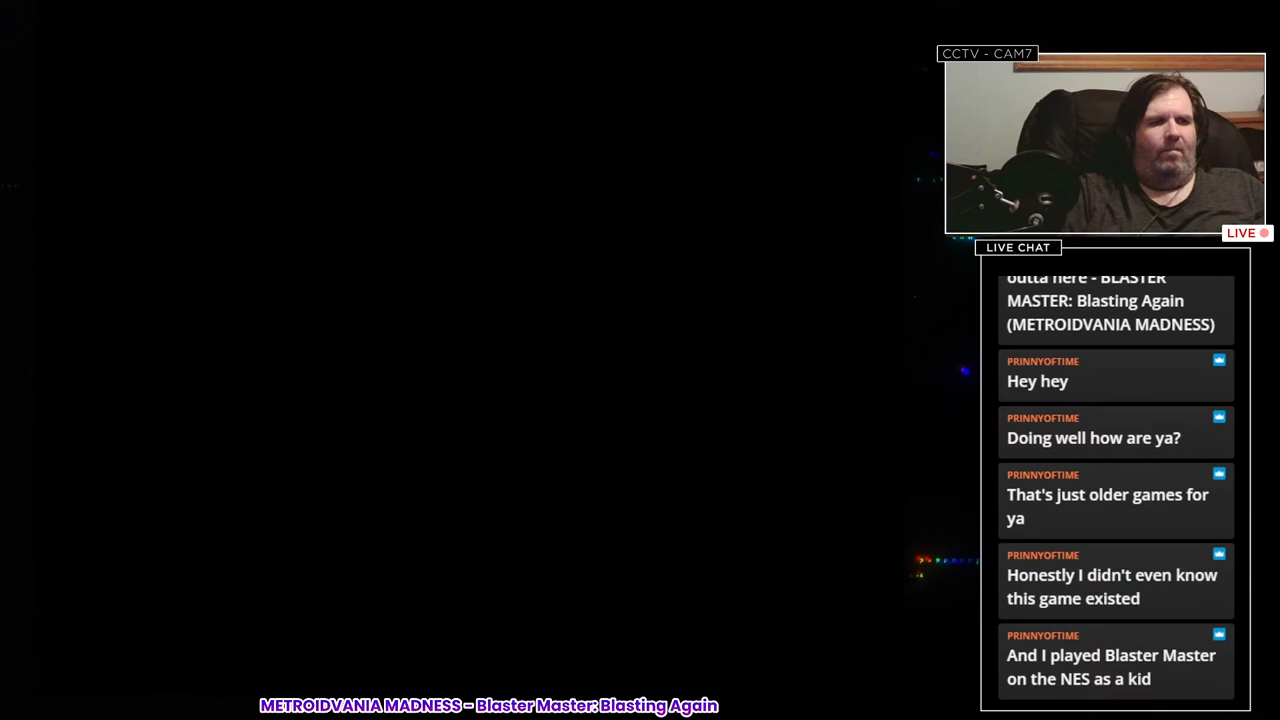 CCTV - CAM7
LIVE
LIVE CHAT
outta here - BLASTER
MASTER: Blasting Again
(METROIDVANIA MADNESS)
PRINNYOFTIME
Hey hey
PRINNYOFTIME
Doing well how are ya?
PRINNYOFTIME
That's just older games for
ya
PRINNYOFTIME
Honestly I didn't even know
this game existed
PRINNYOFTIME
And I played Blaster Master
on the NES as a kid
METROIDVANIA MADNESS - Blaster Master: Blasting Again